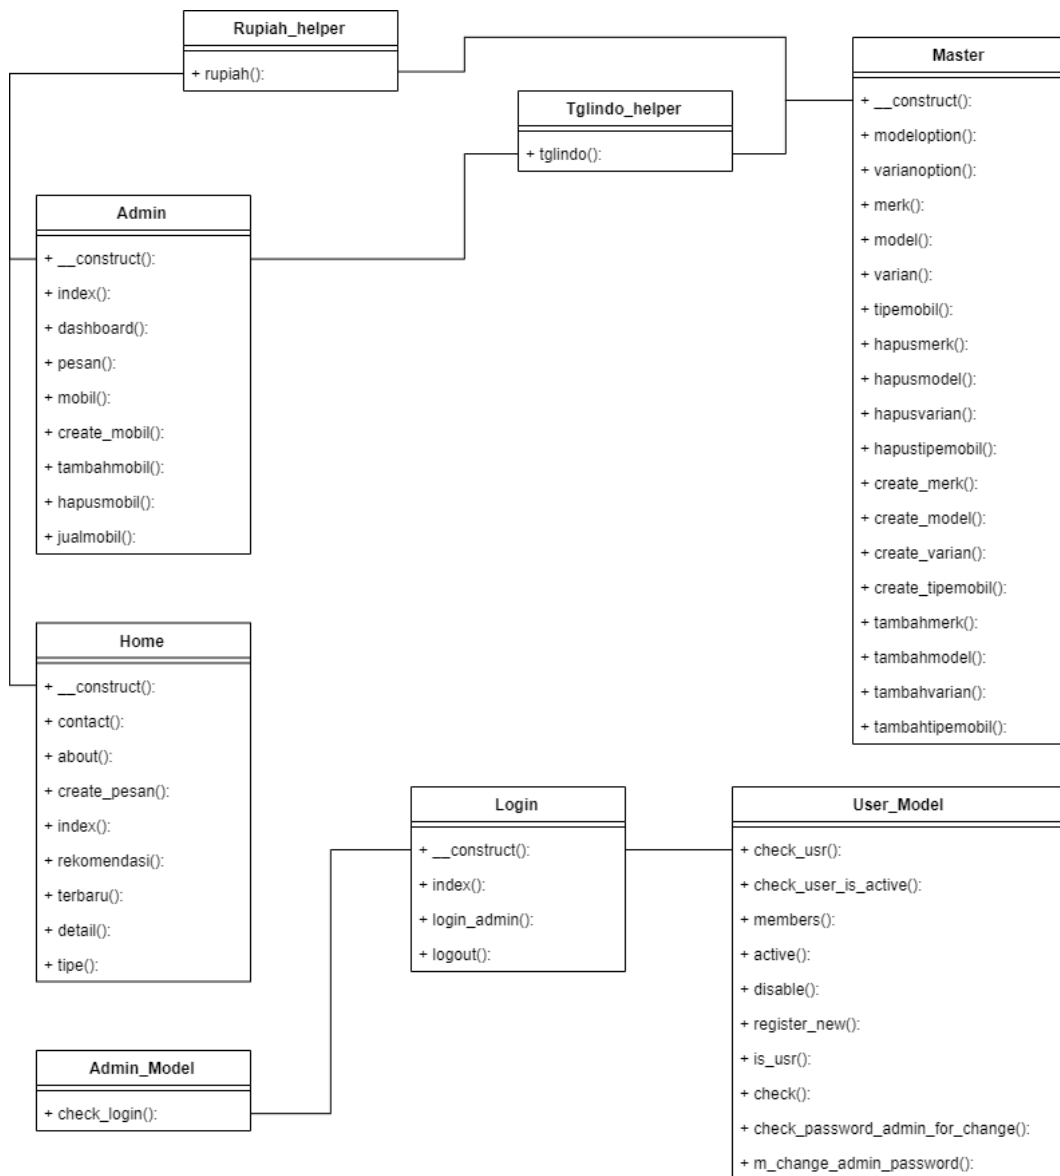 Rupiah_helper
+ rupiah():
Tglindo_helper
+ tglindo():
Master
+ __construct():
+ modeloption():
+ varianoption():
+ merk():
+ model():
+ varian():
+ tipemobil():
+ hapusmerk():
+ hapusmodel():
+ hapusvarian():
+ hapustipemobil():
+ create_merk():
+ create_model():
+ create_varian():
+ create_tipemobil():
+ tambahmerk():
+ tambahmodel():
+ tambahvarian():
+ tambahtipemobil():
Admin
+ __construct():
+ index():
+ dashboard():
+ pesan():
+ mobil():
+ create_mobil():
+ tambahmobil():
+ hapusmobil():
+ jualmobil():
Home
+ __construct():
+ contact():
+ about():
+ create_pesan():
+ index():
+ rekomendasi():
+ terbaru():
+ detail():
+ tipe():
Login
+ __construct():
+ index():
+ login_admin():
+ logout():
User_Model
+ check_usr():
+ check_user_is_active():
+ members():
+ active():
+ disable():
+ register_new():
+ is_usr():
+ check():
+ check_password_admin_for_change():
+ m_change_admin_password():
Admin_Model
+ check_login():